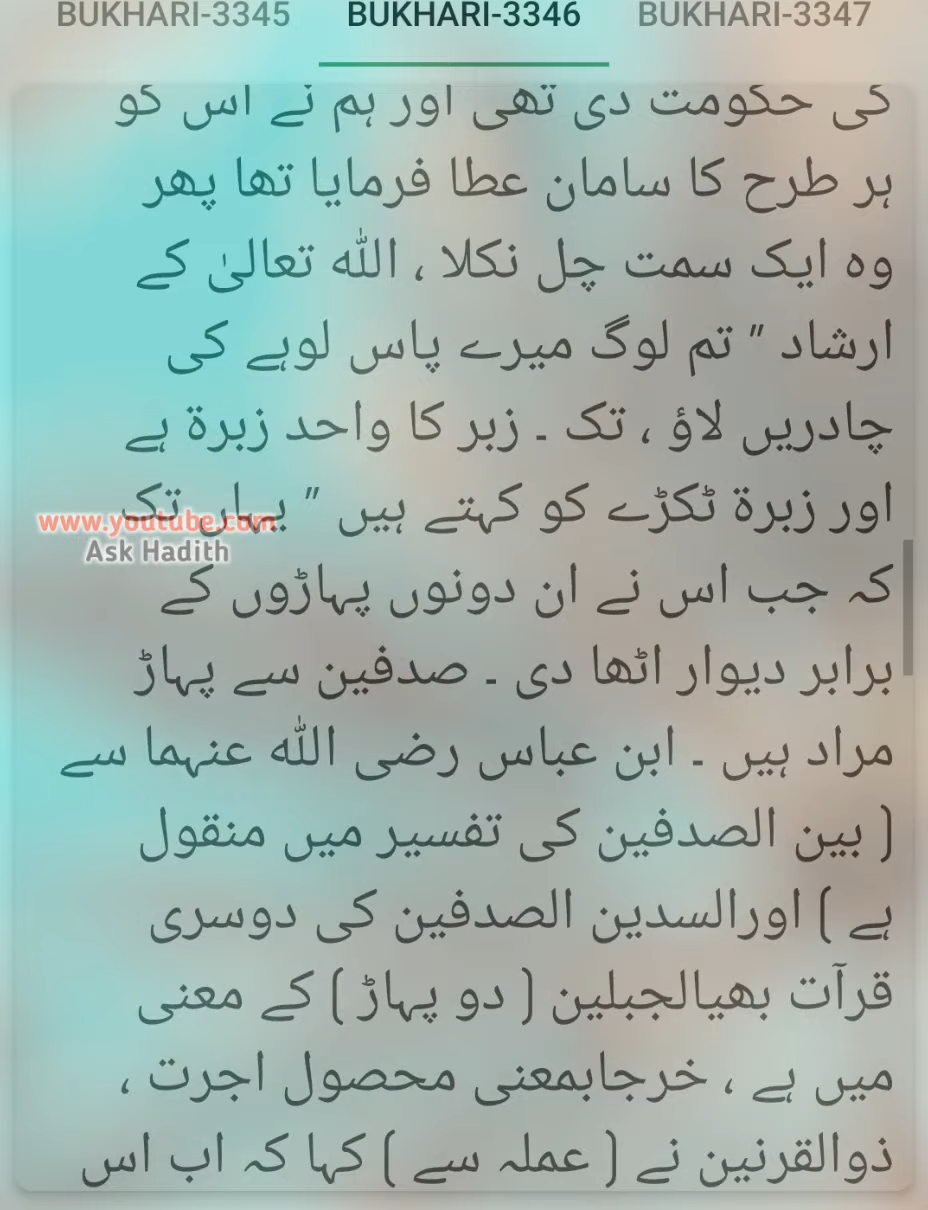 BUKHARI-3345 BUKHARI-3346 BUKHARI-3347
کی حکومت دی تھی اور ہم نے اس کو
ہر طرح کا سامان عطا فرمایا تھا پھر
وہ ایک سمت چل نکلا ، اللہ تعالیٰ کے
ارشاد ” تم لوگ میرے پاس لوہے کی
چادریں لاؤ ، تک ۔ زبر کا واحد زبرۃ ہے
اور زبرۃ ٹکڑے کو کہتے ہیں ” یہاں تک
www.youtube.com
Ask Hadith
کہ جب اس نے ان دونوں پہاڑوں کے
برابر دیوار اٹھا دی ۔ صدفین سے پہاڑ
مراد ہیں ۔ ابن عباس رضی اللہ عنہما سے
( بین الصدفین کی تفسیر میں منقول
ہے ) اورالسدین الصدفین کی دوسری
قرآت بھیالجبلین ( دو پہاڑ ) کے معنی
میں ہے ، خرجابمعنی محصول اجرت ،
ذوالقرنین نے ( عملہ سے ) کہا کہ اب اس